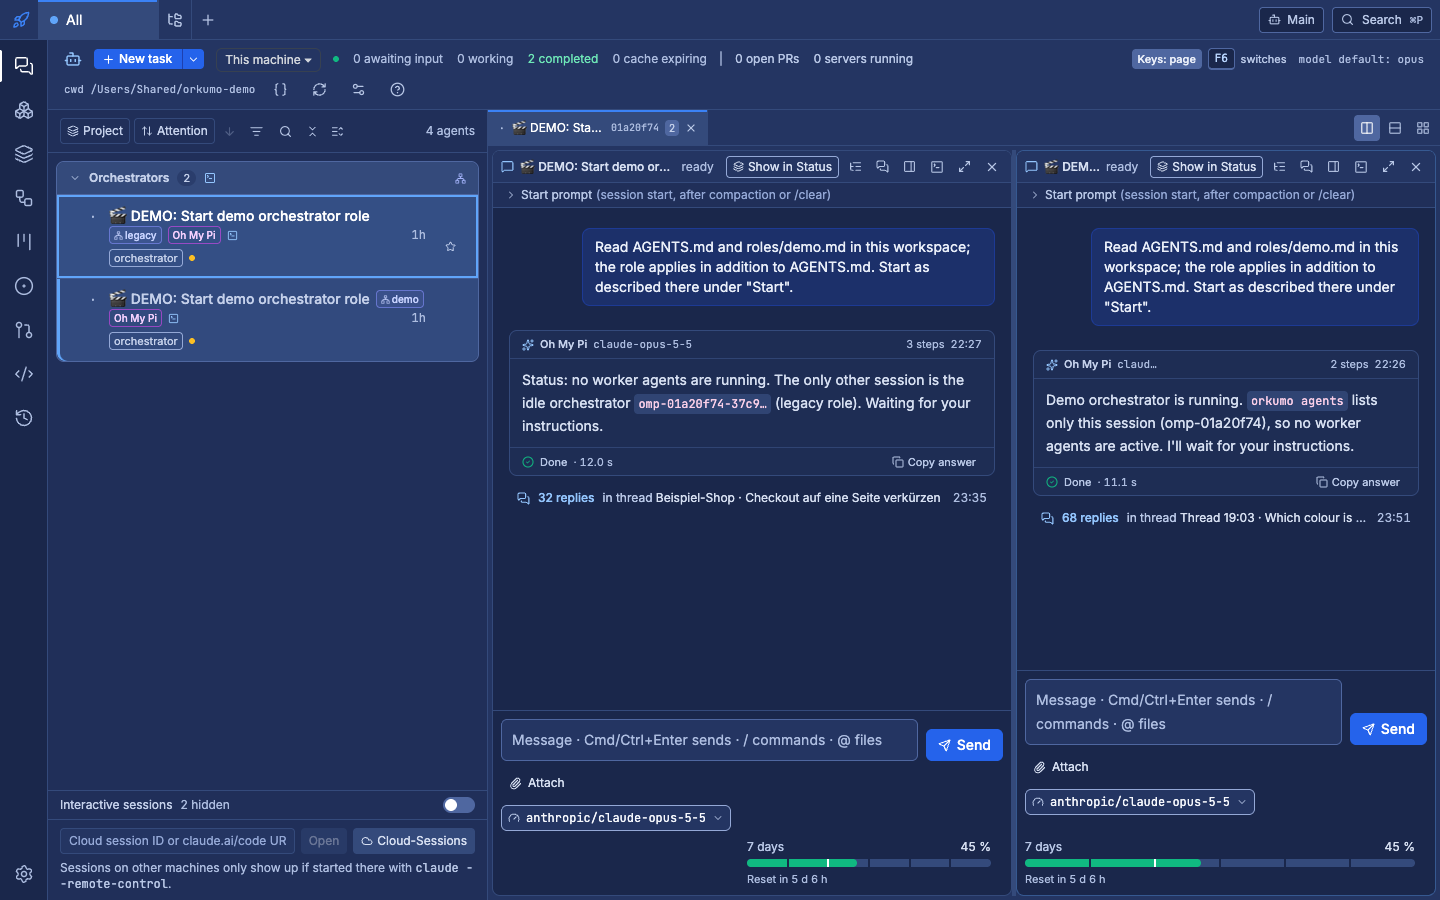 All
Main
Search ⌘P
New task
This machine
0 awaiting input
0 working
2 completed
0 cache expiring
0 open PRs
0 servers running
Keys: page
F6
switches
model default: opus
cwd /Users/Shared/orkumo-demo
Project
Attention
4 agents
Orchestrators 2
DEMO: Start demo orchestrator role
legacy
Oh My Pi
1h
orchestrator
DEMO: Start demo orchestrator role
demo
Oh My Pi
1h
orchestrator
Interactive sessions 2 hidden
Cloud session ID or claude.ai/code UR
Open
Cloud-Sessions
Sessions on other machines only show up if started there with claude -
-remote-control.
DEMO: Sta... 01a20f74 2
DEMO: Start demo or... ready
Show in Status
Start prompt (session start, after compaction or /clear)
Read AGENTS.md and roles/demo.md in this workspace;
the role applies in addition to AGENTS.md. Start as
described there under "Start".
Oh My Pi claude-opus-5-5
3 steps 22:27
Status: no worker agents are running. The only other session is the
idle orchestrator omp-01a20f74-37c9… (legacy role). Waiting for your
instructions.
Done · 12.0 s
Copy answer
32 replies in thread Beispiel-Shop · Checkout auf eine Seite verkürzen 23:35
Message · Cmd/Ctrl+Enter sends · / commands · @ files
Send
Attach
anthropic/claude-opus-5-5
7 days
45 %
Reset in 5 d 6 h
DEM... ready
Show in Status
Start prompt (session start, after compaction or /clear)
Read AGENTS.md and roles/demo.md in this
workspace; the role applies in addition to
AGENTS.md. Start as described there under
"Start".
Oh My Pi claud…
2 steps 22:26
Demo orchestrator is running. orkumo agents lists
only this session (omp-01a20f74), so no worker
agents are active. I'll wait for your instructions.
Done · 11.1 s
Copy answer
68 replies in thread Thread 19:03 · Which colour is ... 23:51
Message · Cmd/Ctrl+Enter sends · /
commands · @ files
Send
Attach
anthropic/claude-opus-5-5
7 days
45 %
Reset in 5 d 6 h